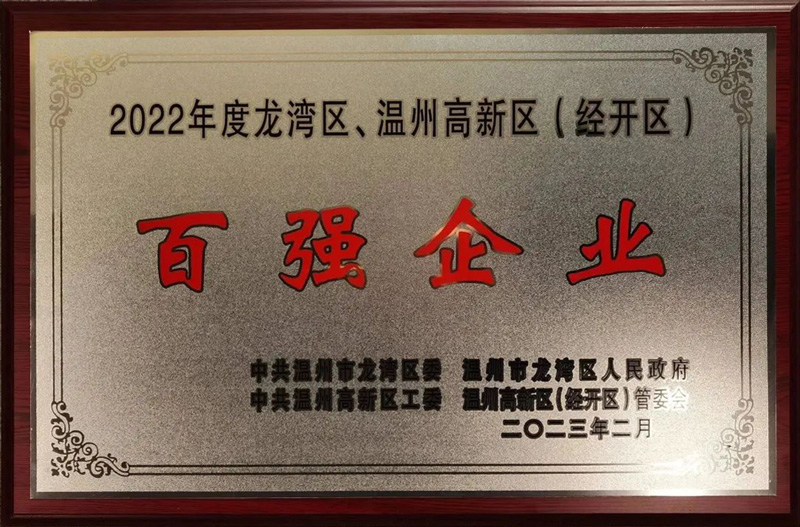 2022年度龙湾区、温州高新区（经开区）
百强企业
中共温州市龙湾区委 温州市龙湾区人民政府
中共温州高新区工委 温州高新区（经开区）管委会
二〇二三年二月